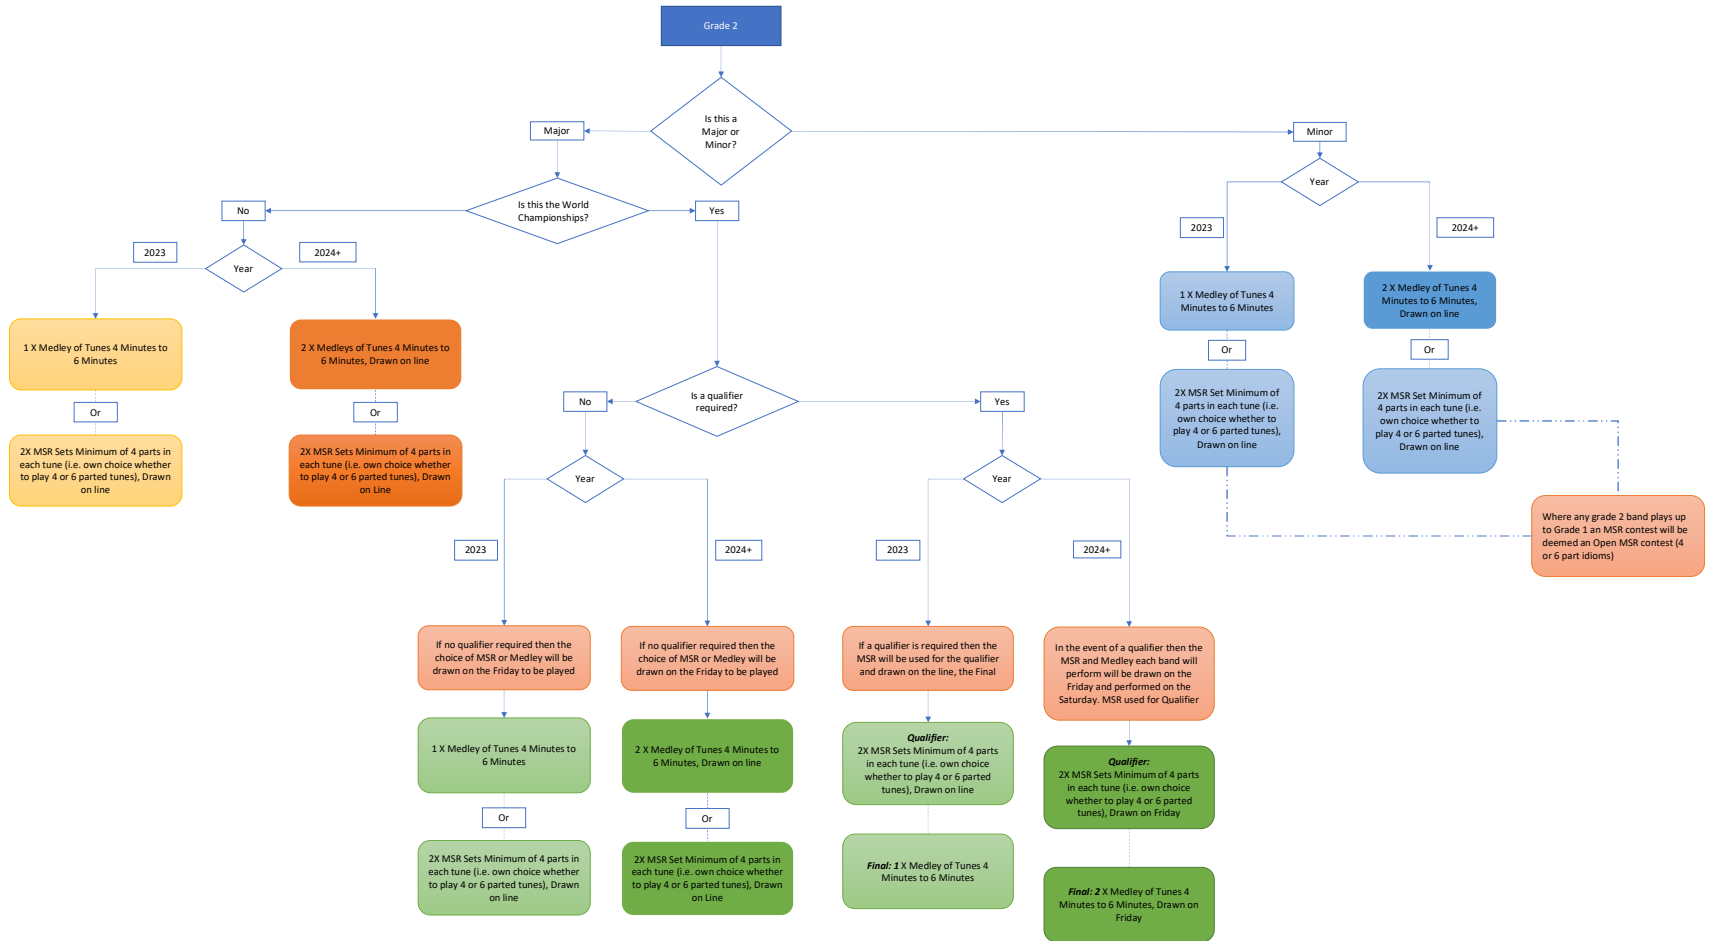 Grade 2
Is this a
Major or
Minor?
Major
Minor
Is this the World
Championships?
No
Yes
Year
2023
2024+
Year
2023
2024+
1 X Medley of Tunes 4 Minutes to
6 Minutes
Or
2X MSR Sets Minimum of 4 parts in
each tune (i.e. own choice whether
to play 4 or 6 parted tunes), Drawn
on line
2 X Medleys of Tunes 4 Minutes to
6 Minutes, Drawn on line
Or
2X MSR Sets Minimum of 4 parts in
each tune (i.e. own choice whether
to play 4 or 6 parted tunes), Drawn
on Line
1 X Medley of Tunes 4
Minutes to 6 Minutes
Or
2X MSR Set Minimum of
4 parts in each tune (i.e.
own choice whether to
play 4 or 6 parted tunes),
Drawn on line
2 X Medley of Tunes 4
Minutes to 6 Minutes,
Drawn on line
Or
2X MSR Set Minimum of
4 parts in each tune (i.e.
own choice whether to
play 4 or 6 parted tunes),
Drawn on line
Where any grade 2 band plays up
to Grade 1 an MSR contest will be
deemed an Open MSR contest (4
or 6 part idioms)
Is a qualifier
required?
No
Yes
Year
2023
2024+
Year
2023
2024+
If no qualifier required then the
choice of MSR or Medley will be
drawn on the Friday to be played
1 X Medley of Tunes 4 Minutes to
6 Minutes
Or
2X MSR Sets Minimum of 4 parts in
each tune (i.e. own choice whether
to play 4 or 6 parted tunes), Drawn
on line
If no qualifier required then the
choice of MSR or Medley will be
drawn on the Friday to be played
2 X Medley of Tunes 4 Minutes to
6 Minutes, Drawn on line
Or
2X MSR Set Minimum of 4 parts in
each tune (i.e. own choice whether
to play 4 or 6 parted tunes), Drawn
on Line
If a qualifier is required then the
MSR will be used for the qualifier
and drawn on the line, the Final
Qualifier:
2X MSR Sets Minimum of 4 parts
in each tune (i.e. own choice
whether to play 4 or 6 parted
tunes), Drawn on line
Final: 1 X Medley of Tunes 4
Minutes to 6 Minutes
In the event of a qualifier then the
MSR and Medley each band will
perform will be drawn on the
Friday and performed on the
Saturday. MSR used for Qualifier
Qualifier:
2X MSR Sets Minimum of 4 parts
in each tune (i.e. own choice
whether to play 4 or 6 parted
tunes), Drawn on Friday
Final: 2 X Medley of Tunes 4
Minutes to 6 Minutes, Drawn on
Friday